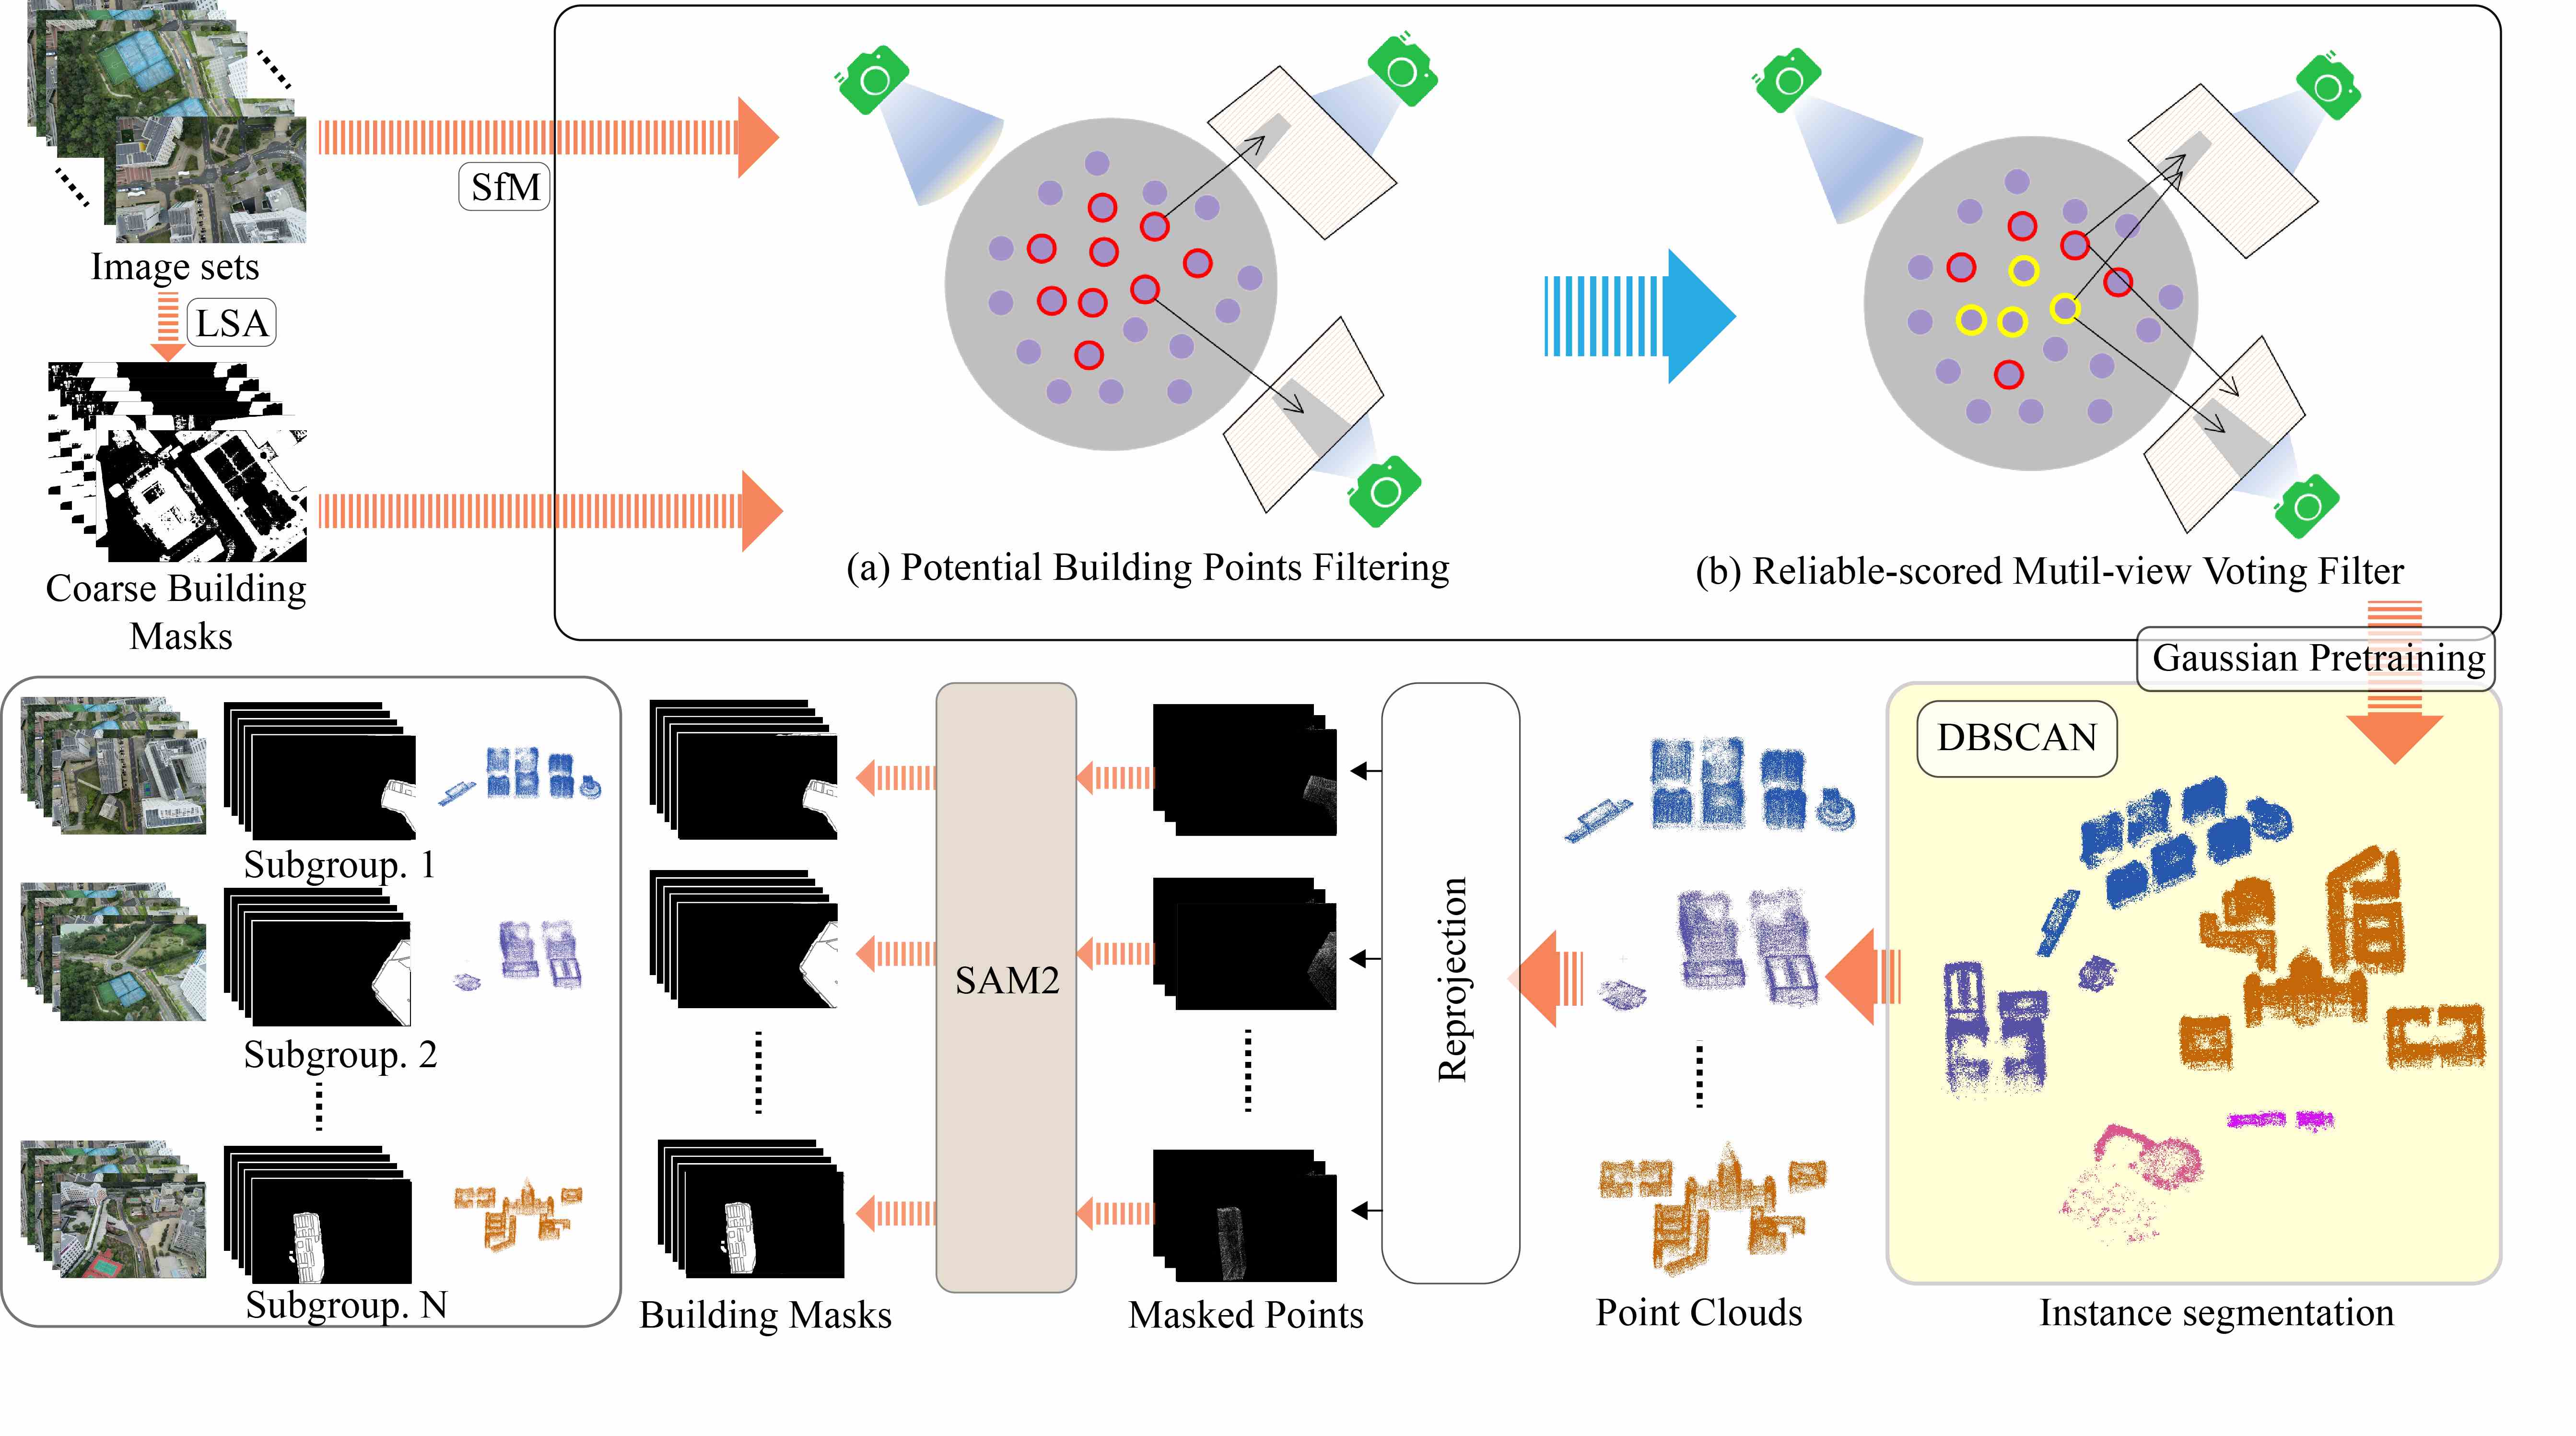 Image sets
SfM
LSA
Coarse Building
Masks
(a) Potential Building Points Filtering
(b) Reliable-scored Mutil-view Voting Filter
Gaussian Pretraining
DBSCAN
Instance segmentation
Point Clouds
Reprojection
Masked Points
SAM2
Building Masks
Subgroup. 1
Subgroup. 2
Subgroup. N